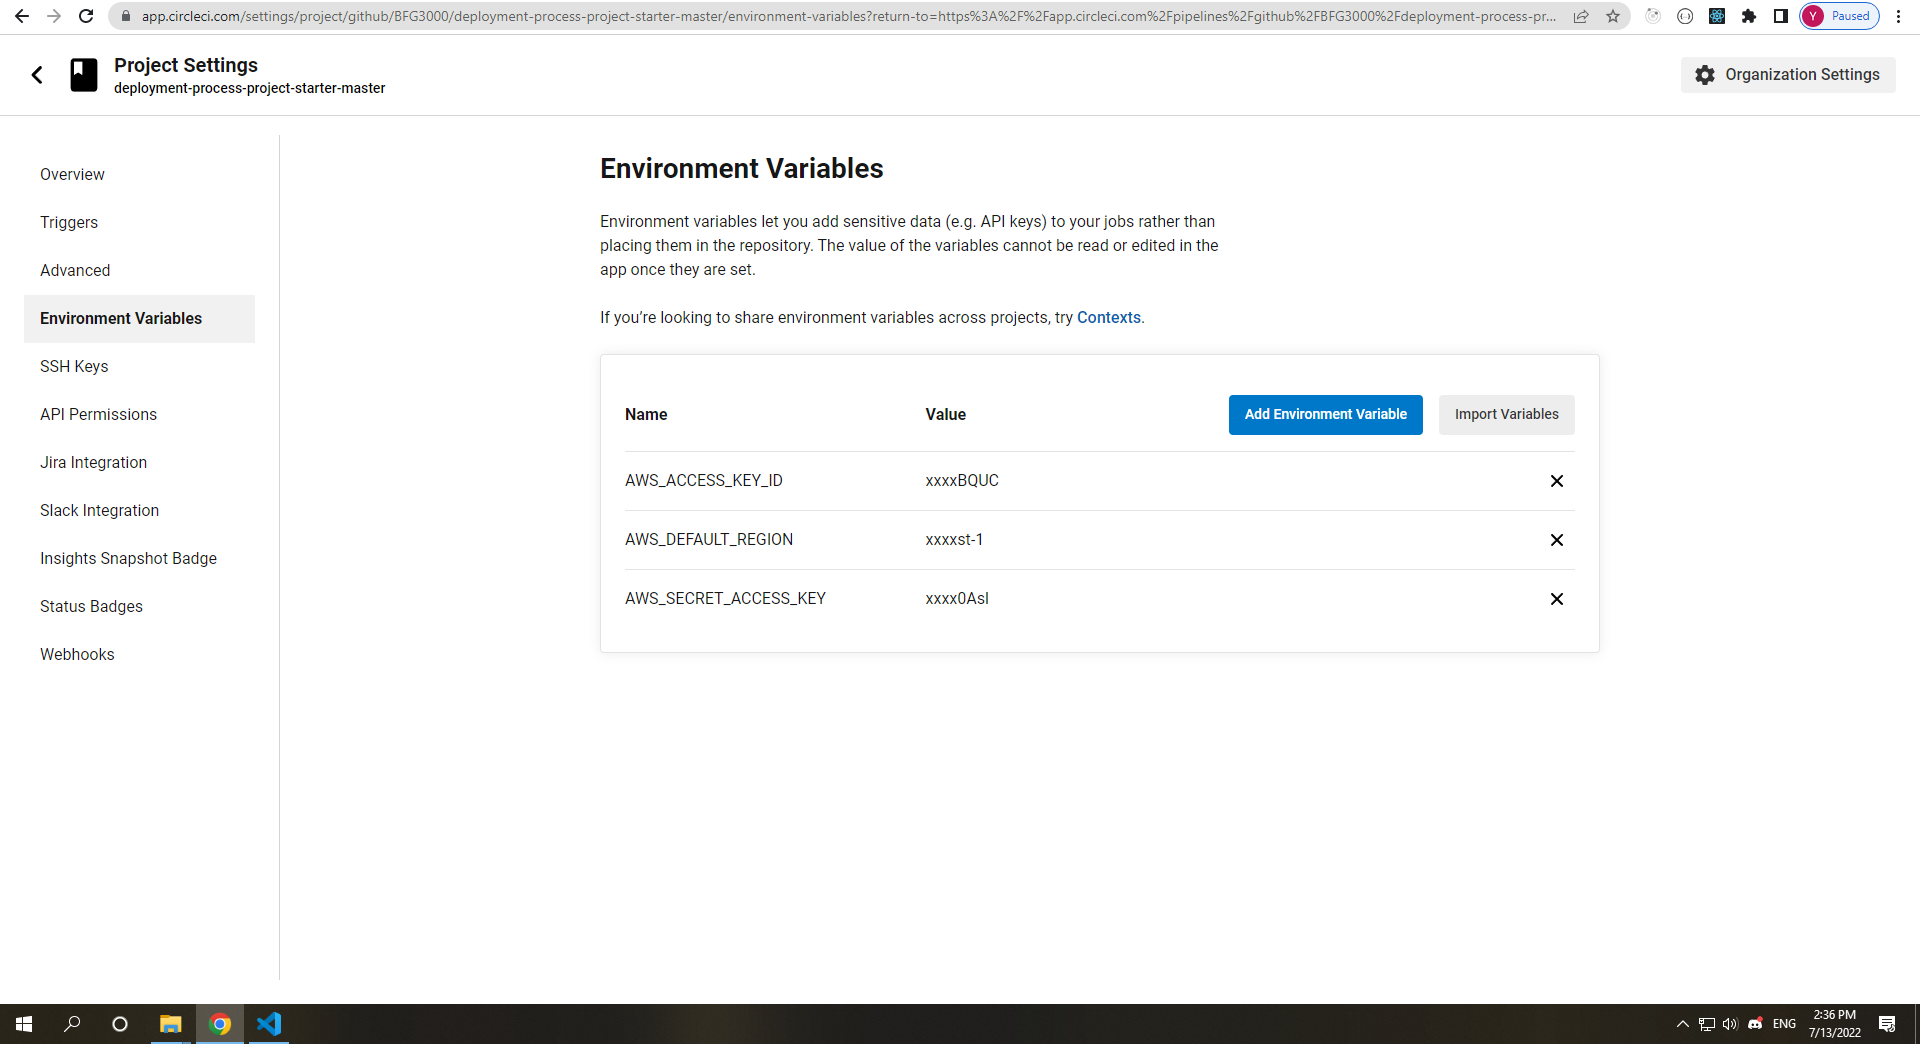 app.circleci.com/settings/project/github/BFG3000/deployment-process-project-starter-master/environment-variables?return-to=https%3A%2F%2Fapp.circleci.com%2Fpipelines%2Fgithub%2FBFG3000%2Fdeployment-process-pr...
Y Paused
Project Settings
deployment-process-project-starter-master
Organization Settings
Overview
Triggers
Advanced
Environment Variables
SSH Keys
API Permissions
Jira Integration
Slack Integration
Insights Snapshot Badge
Status Badges
Webhooks
Environment Variables
Environment variables let you add sensitive data (e.g. API keys) to your jobs rather than
placing them in the repository. The value of the variables cannot be read or edited in the
app once they are set.
If you’re looking to share environment variables across projects, try Contexts.
Name Value Add Environment Variable Import Variables
AWS_ACCESS_KEY_ID xxxxBQUC
AWS_DEFAULT_REGION xxxxst-1
AWS_SECRET_ACCESS_KEY xxxx0AsI
ENG
2:36 PM
7/13/2022